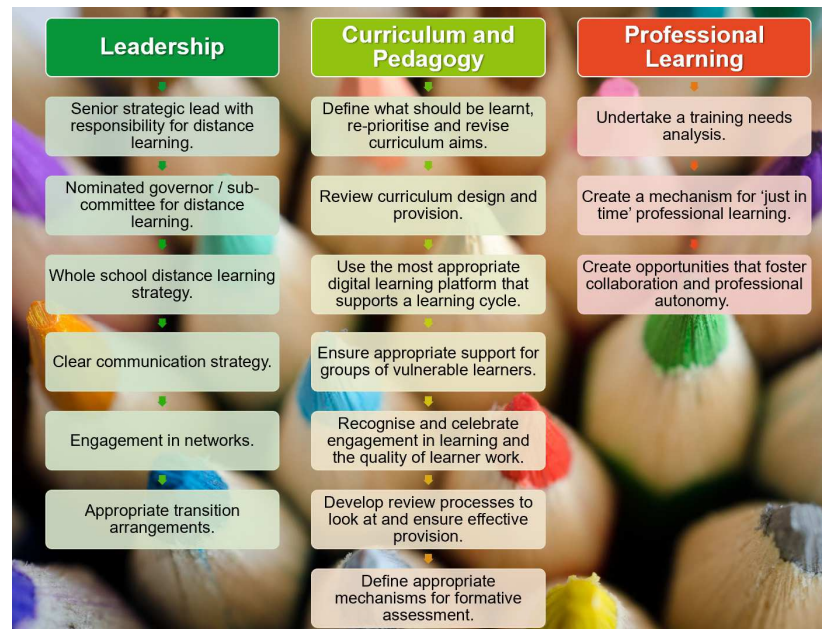 Leadership
Senior strategic lead with
responsibility for distance
learning.
Nominated governor / sub-
committee for distance
learning.
Whole school distance learning
strategy.
Clear communication strategy.
Engagement in networks.
Appropriate transition
arrangements.
Curriculum and
Pedagogy
Define what should be learnt,
re-prioritise and revise
curriculum aims.
Review curriculum design and
provision.
Use the most appropriate
digital learning platform that
supports a learning cycle.
Ensure appropriate support for
groups of vulnerable learners.
Recognise and celebrate
engagement in learning and
the quality of learner work.
Develop review processes to
look at and ensure effective
provision.
Define appropriate
mechanisms for formative
assessment.
Professional
Learning
Undertake a training needs
analysis.
Create a mechanism for ‘just in
time’ professional learning.
Create opportunities that foster
collaboration and professional
autonomy.